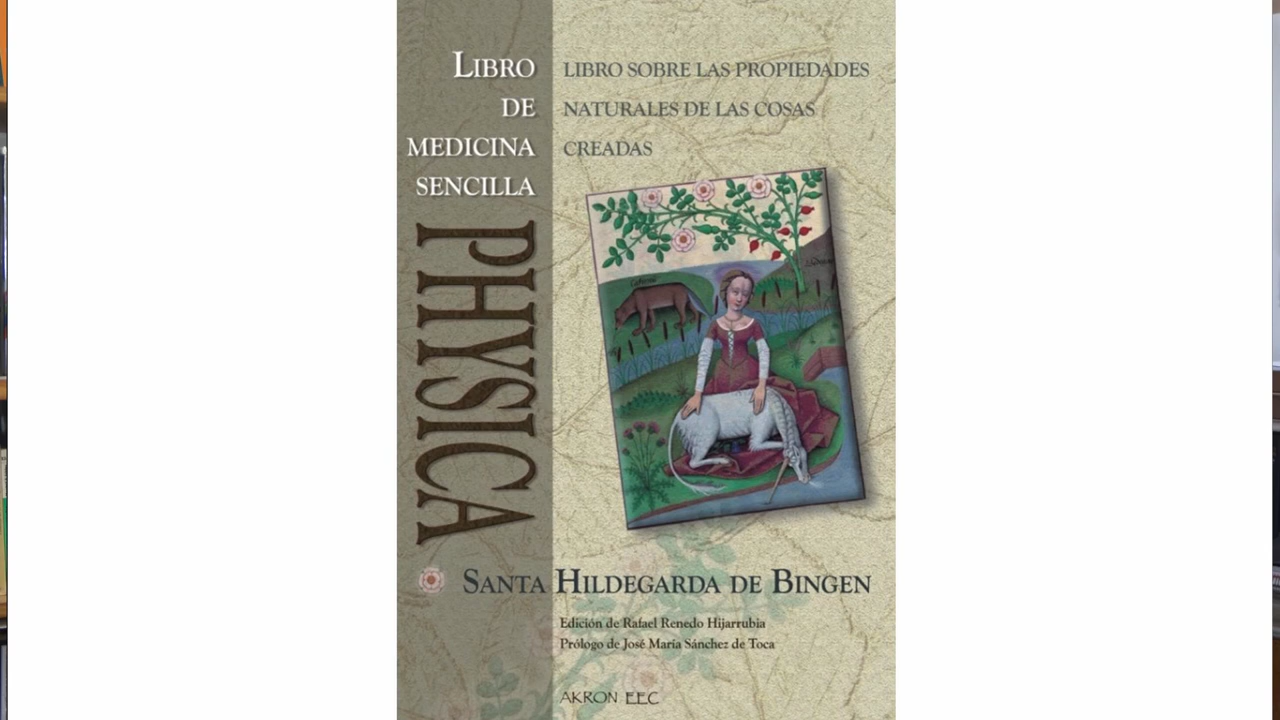 LIBRO
DE
MEDICINA
SENCILLA
PHYSICA
LIBRO SOBRE LAS PROPIEDADES
NATURALES DE LAS COSAS
CREADAS
SANTA HILDEGARDA DE BINGEN
Edición de Rafael Renedo Hijarrubia
Prólogo de José María Sánchez de Toca
AKRON EEC